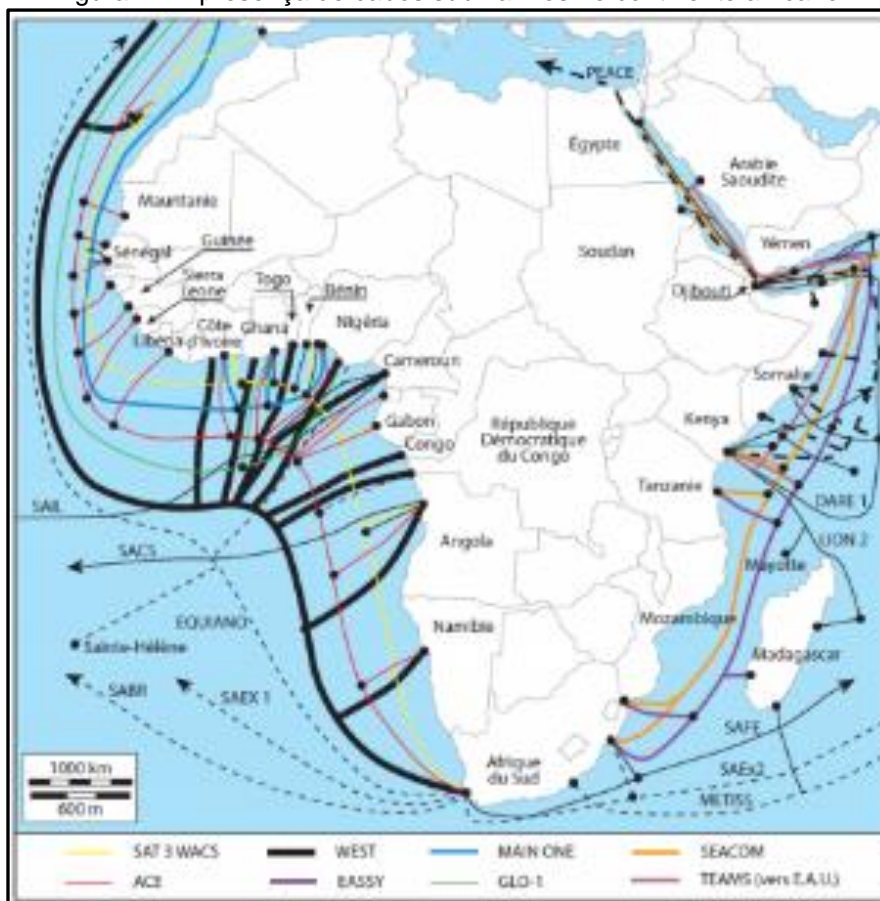 PEACE
Égypte
Arabie
Saoudite
Mauritanie
Guinée
Soudan
Yémen
Sénégal
Sierra
Leone
Togo
Bénin
Djibouti
Côte
d'Ivoire
Ghana
Nigéria
Liberia
Cameroun
Somalie
Gabon
Congo
République
Démocratique
du Congo
Kenya
Tanzanie
DARE 1
SAIL
SACS
Angola
LION 2
Mayotte
EQUIANO
Sainte-Hélène
Namibie
Mozambique
Madagascar
SABR
SAEX 1
SAFE
Afrique
du Sud
SAEx2
METISS
1000 km
600 m
SAT 3 WACS
WEST
MAIN ONE
SEACOM
ACE
EASSY
GLO-1
TEAMS (vers E.A.U.)